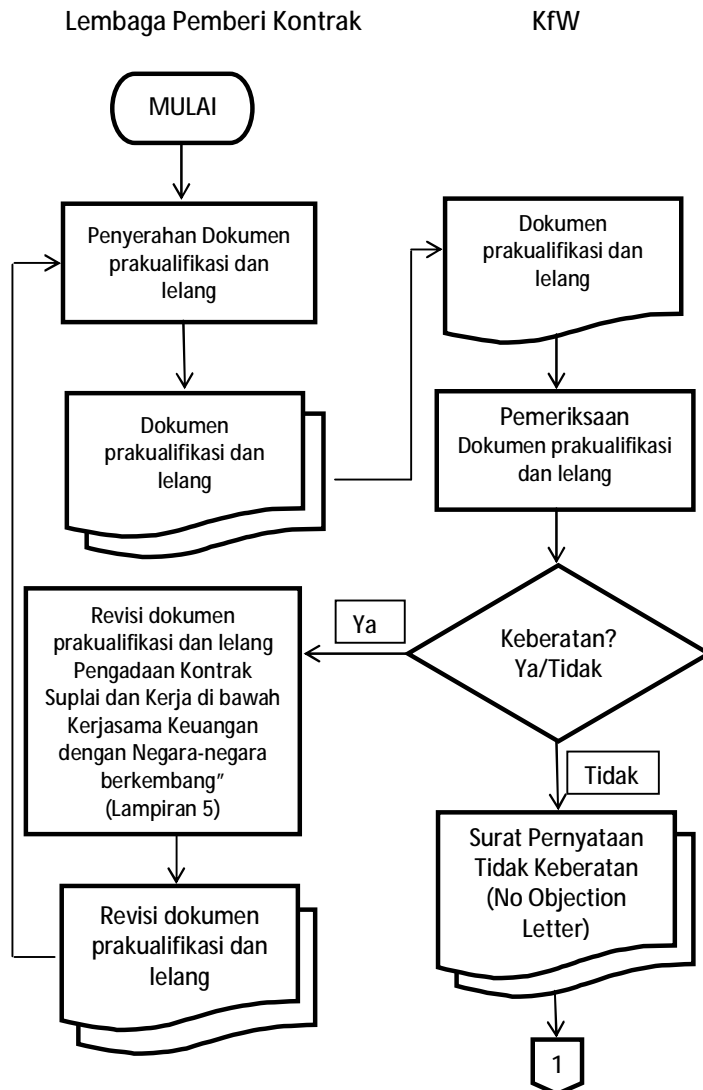 Lembaga Pemberi Kontrak
KfW
MULAI
Penyerahan Dokumen
prakualifikasi dan
lelang
Dokumen
prakualifikasi dan
lelang
Dokumen
prakualifikasi dan
lelang
Pemeriksaan
Dokumen prakualifikasi
dan lelang
Keberatan?
Ya/Tidak
Ya
Revisi dokumen
prakualifikasi dan lelang
Pengadaan Kontrak
Suplai dan Kerja di bawah
Kerjasama Keuangan
dengan Negara-negara
berkembang"
(Lampiran 5)
Revisi dokumen
prakualifikasi dan
lelang
Tidak
Surat Pernyataan
Tidak Keberatan
(No Objection
Letter)
1